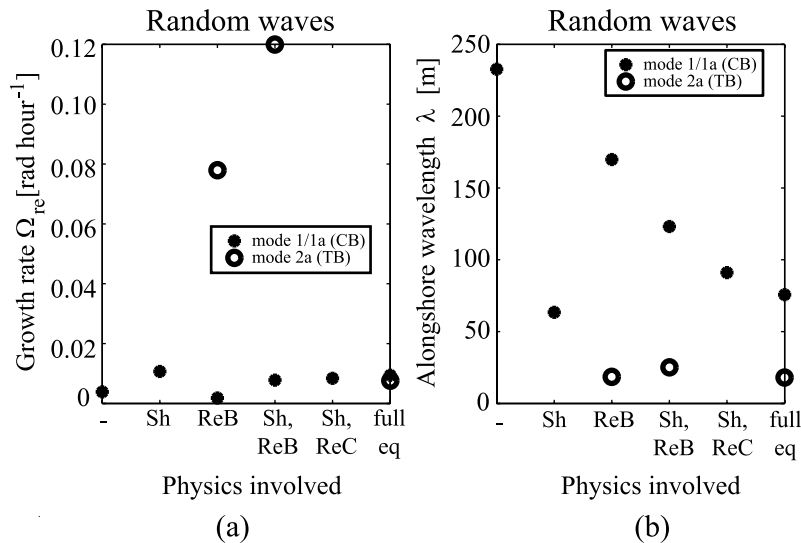 Random waves
Growth rate Ω_re [rad hour⁻¹]
0.12
0.10
0.08
0.06
0.04
0.02
0
mode 1/1a (CB)
mode 2a (TB)
- Sh ReB Sh, Sh, full
ReB ReC eq
Physics involved
(a)
Random waves
Alongshore wavelength λ [m]
250
200
150
100
50
0
mode 1/1a (CB)
mode 2a (TB)
- Sh ReB Sh, Sh, full
ReB ReC eq
Physics involved
(b)